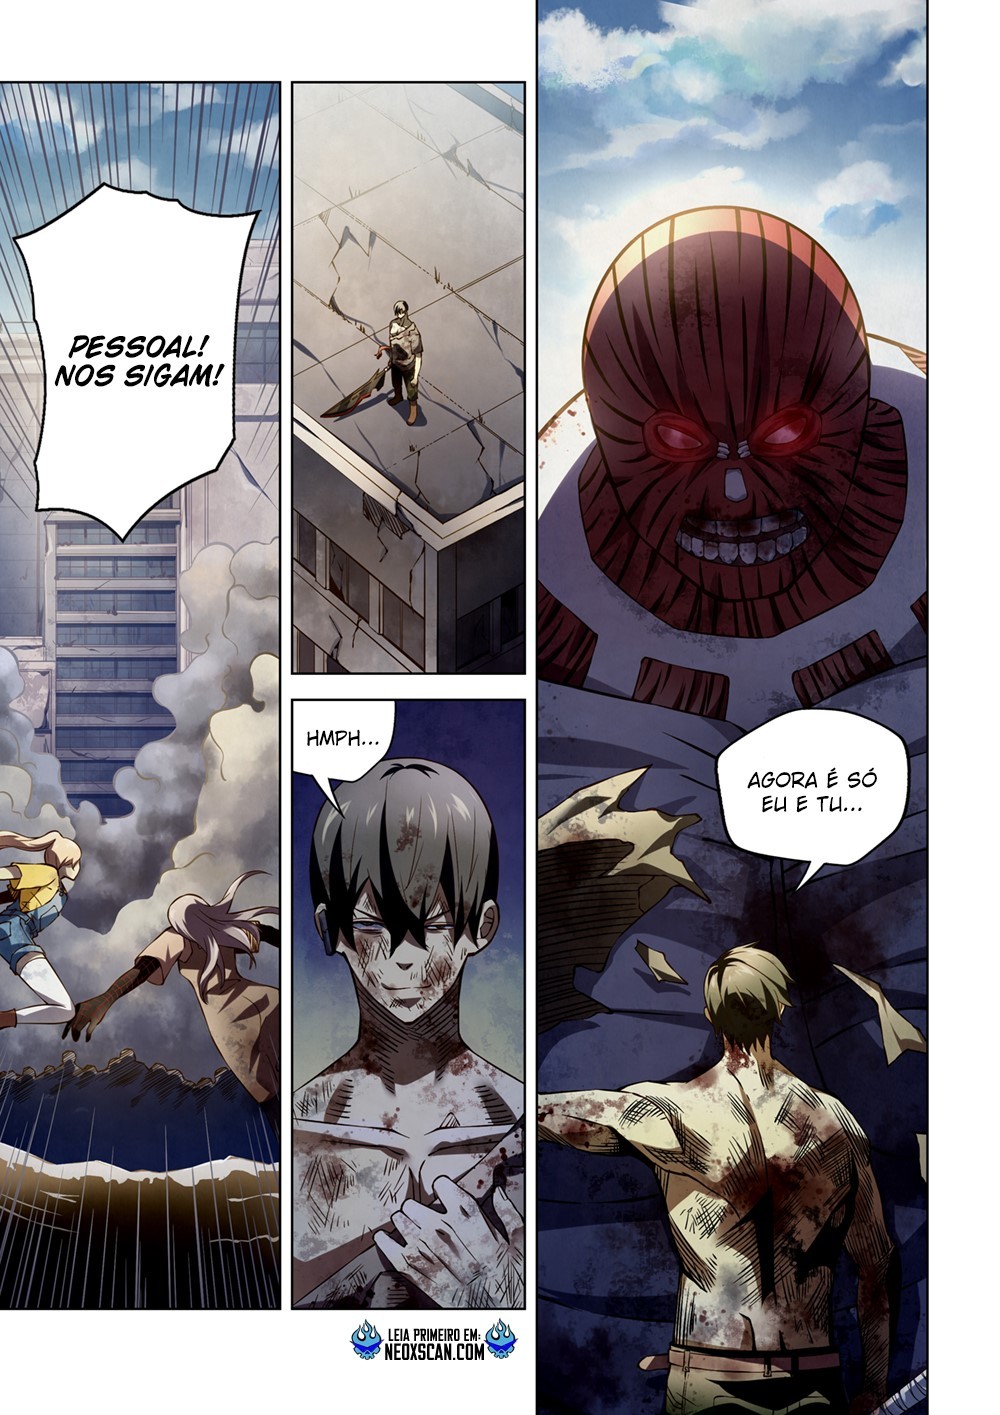 AGORA É SÓ
EU E TU...
HMPH...
PESSOAL!
NOS SIGAM!
LEIA PRIMEIRO EM:
NEOXSCAN.COM